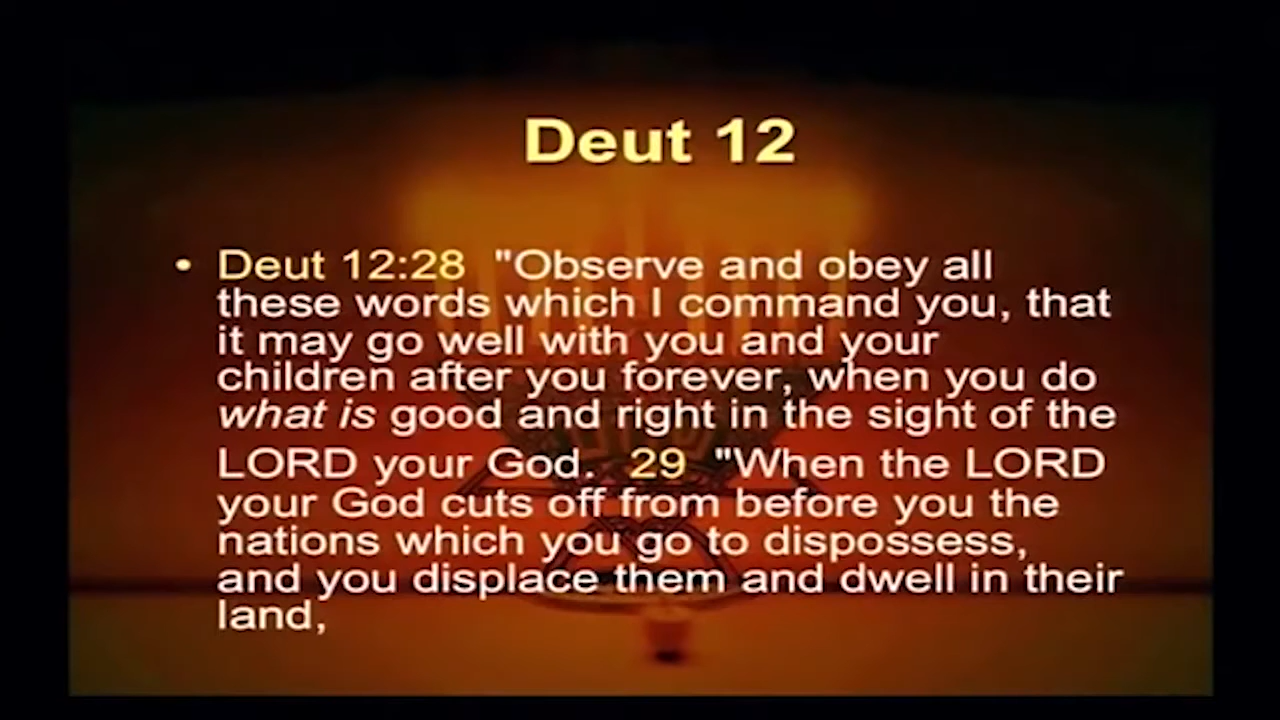 Deut 12
• Deut 12:28 "Observe and obey all
these words which I command you, that
it may go well with you and your
children after you forever, when you do
what is good and right in the sight of the
LORD your God. 29 "When the LORD
your God cuts off from before you the
nations which you go to dispossess,
and you displace them and dwell in their
land,